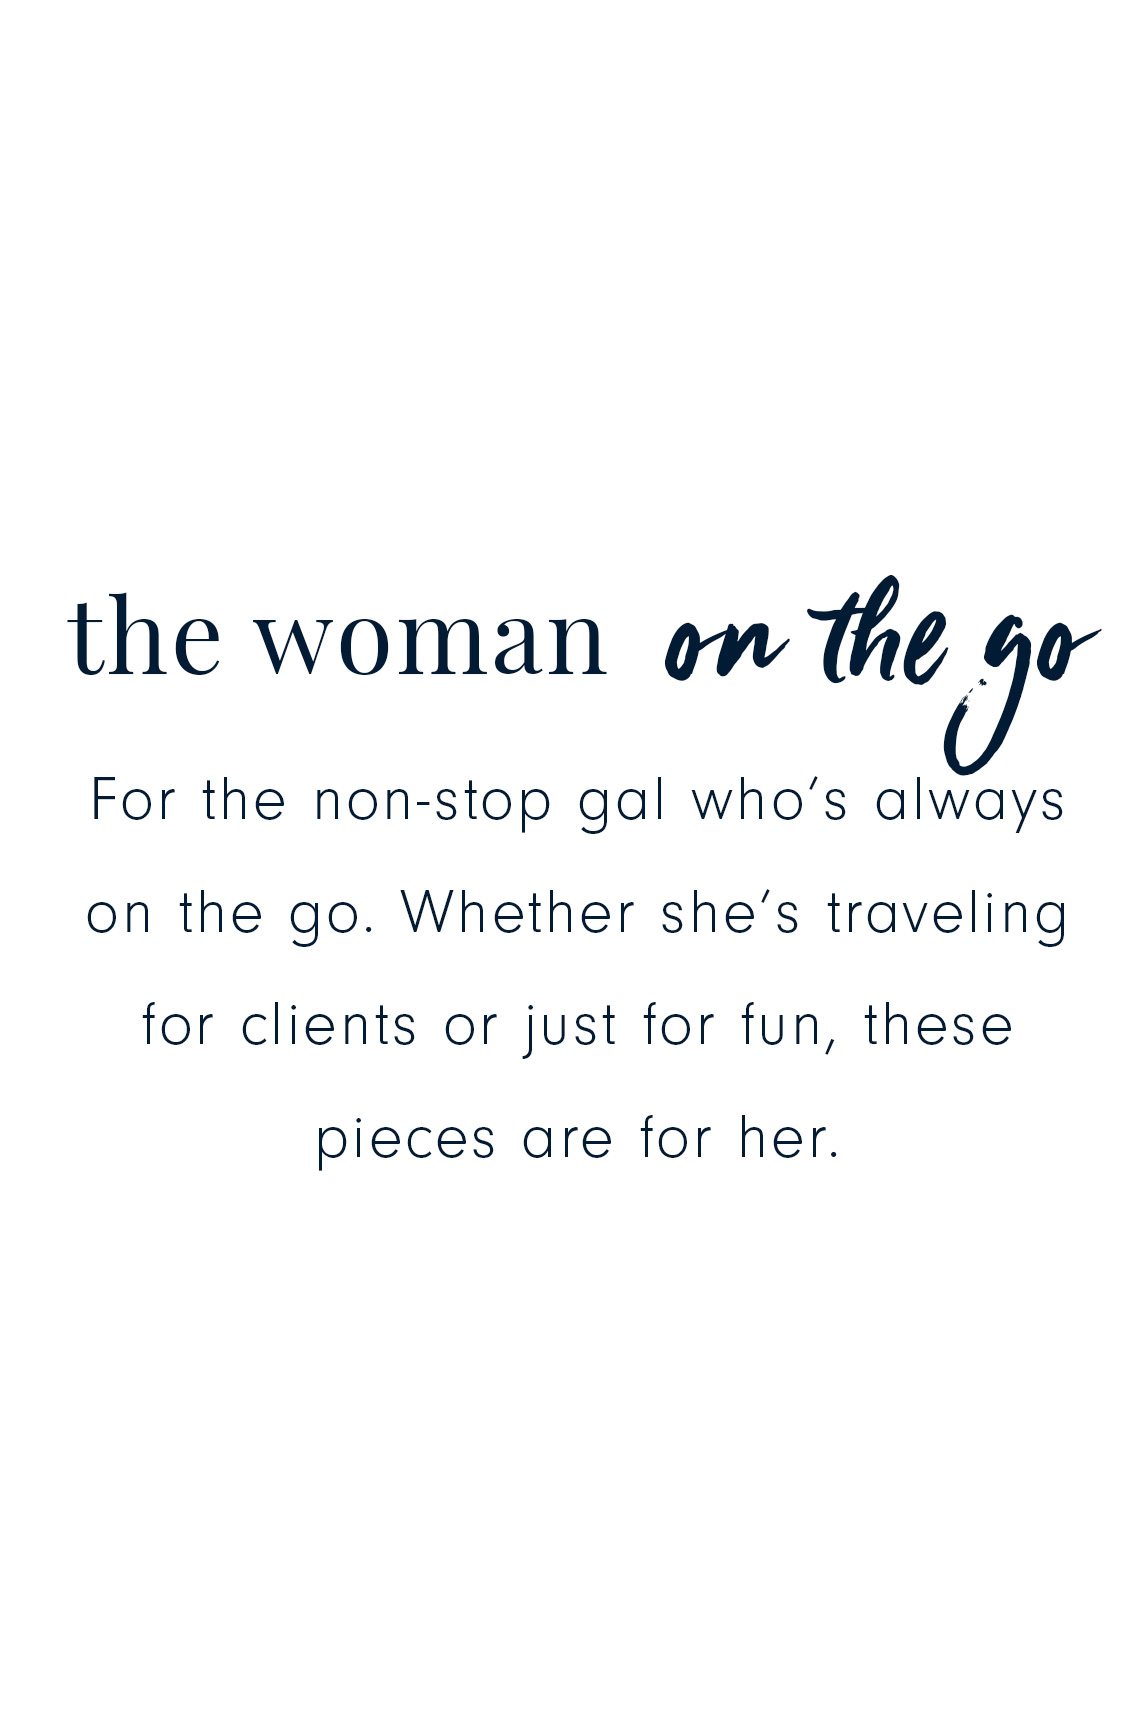 the woman on the go
For the non-stop gal who's always
on the go. Whether she's traveling
for clients or just for fun, these
pieces are for her.